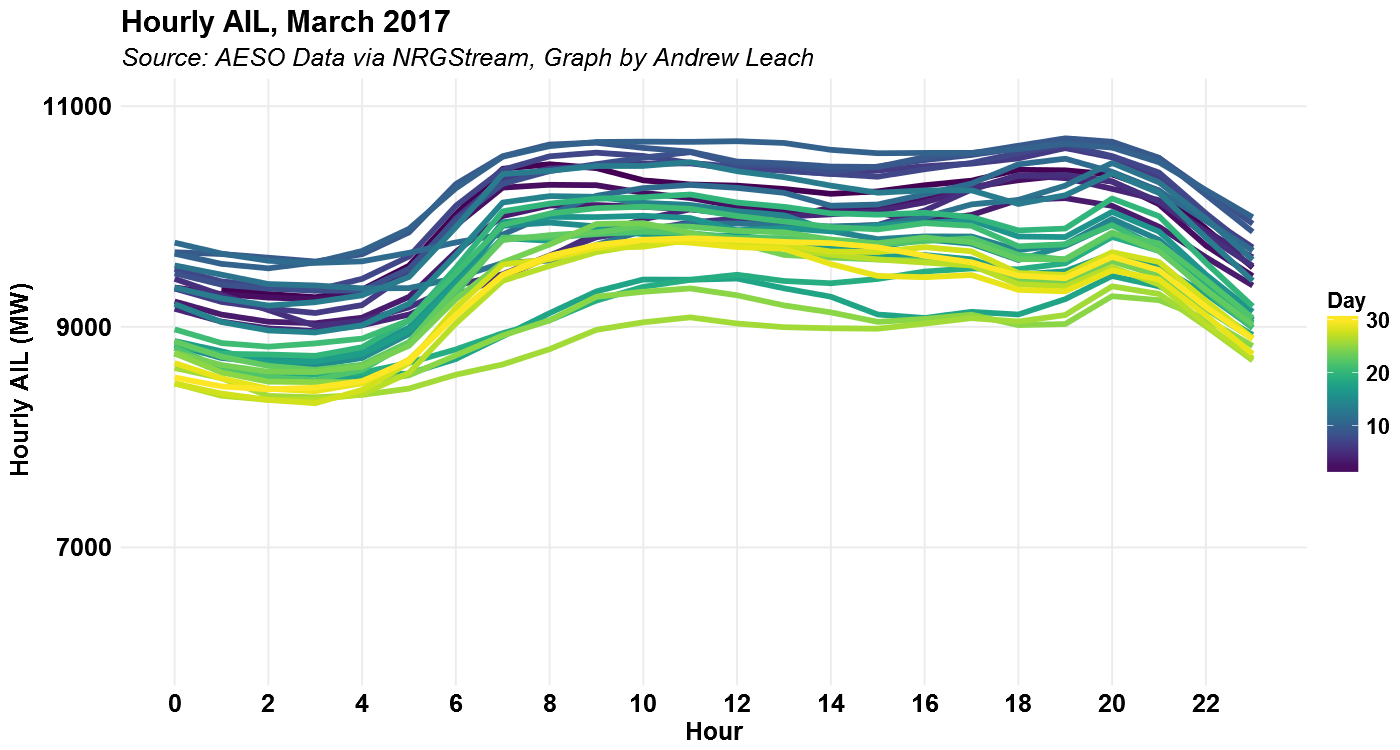 Hourly AIL, March 2017
Source: AESO Data via NRGStream, Graph by Andrew Leach
11000
9000
7000
Hourly AIL (MW)
0 2 4 6 8 10 12 14 16 18 20 22
Hour
Day
30
20
10